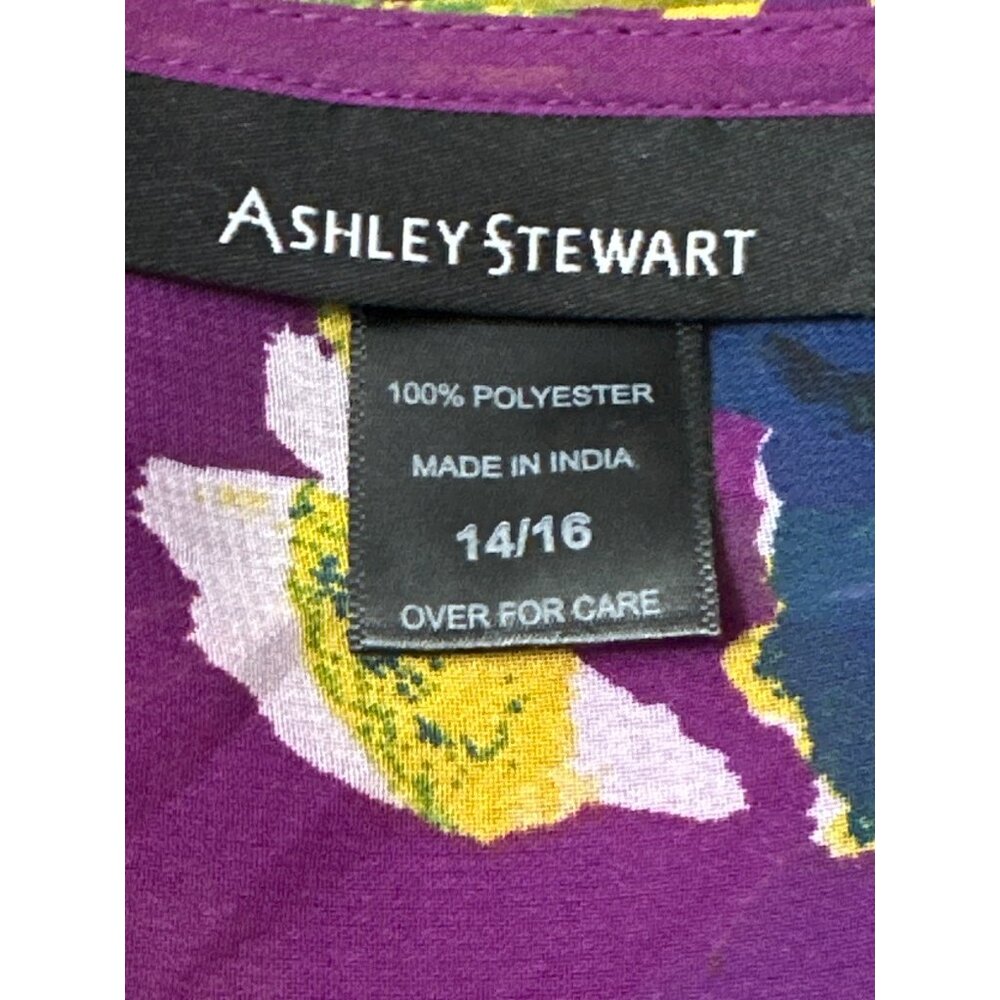 ASHLEY STEWART
100% POLYESTER
MADE IN INDIA
14/16
OVER FOR CARE